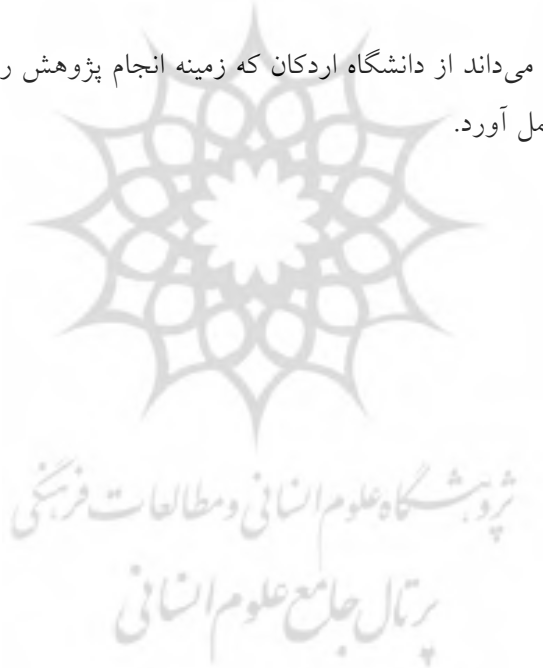 می‌داند از دانشگاه اردکان که زمینه انجام پژوهش ر
مل آورد.
پژوهشگاه علوم انسانی و مطالعات فرهنگی
پرتال جامع علوم انسانی